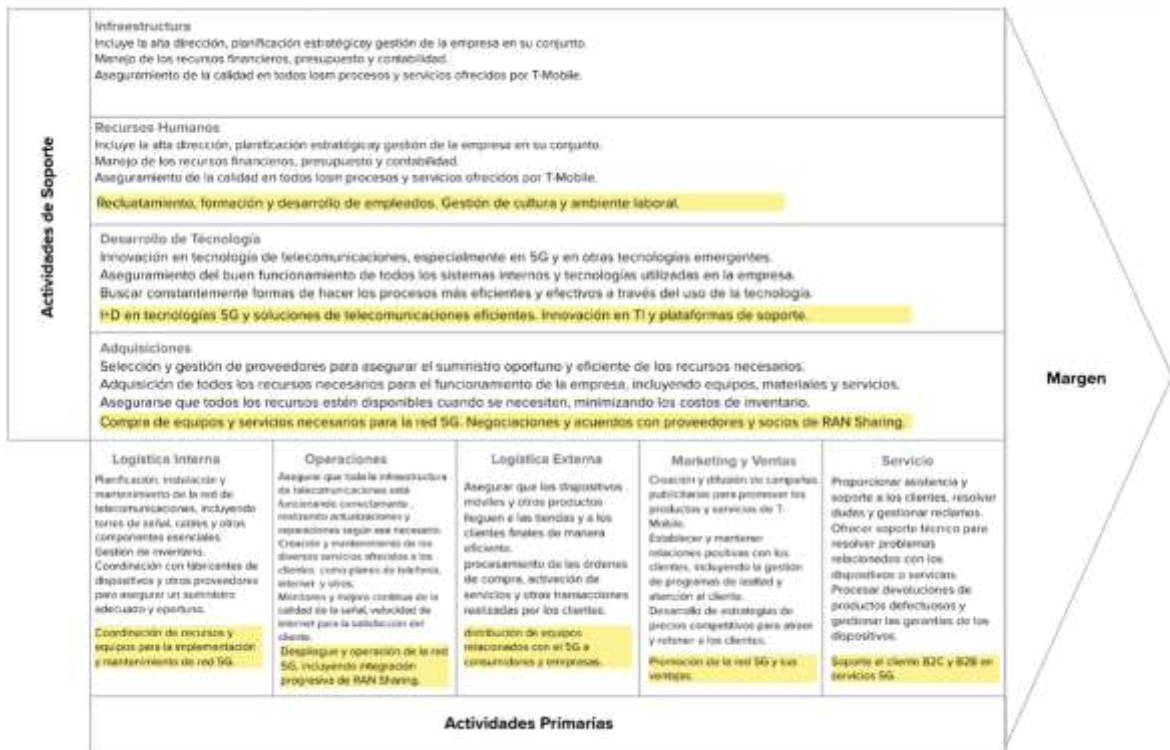 Infraestructura
Incluye la alta dirección, planificación estratégicay gestión de la empresa en su conjunto.
Manejo de los recursos financieros, presupuesto y contabilidad.
Aseguramiento de la calidad en todos losm procesos y servicios ofrecidos por T-Mobile.
Actividades de Soporte
Recursos Humanos
Incluye la alta dirección, planificación estratégicay gestión de la empresa en su conjunto.
Manejo de los recursos financieros, presupuesto y contabilidad.
Aseguramiento de la calidad en todos losm procesos y servicios ofrecidos por T-Mobile.
Recluatamiento, formación y desarrollo de empleados. Gestión de cultura y ambiente laboral.
Desarrollo de Tecnología
Innovación en tecnología de telecomunicaciones, especialmente en 5G y en otras tecnologías emergentes.
Aseguramiento del buen funcionamiento de todos los sistemas internos y tecnologías utilizadas en la empresa.
Buscar constantemente formas de hacer los procesos más eficientes y efectivos a través del uso de la tecnología.
I+D en tecnologías 5G y soluciones de telecomunicaciones eficientes. Innovación en TI y plataformas de soporte.
Adquisiciones
Selección y gestión de proveedores para asegurar el suministro oportuno y eficiente de los recursos necesarios.
Adquisición de todos los recursos necesarios para el funcionamiento de la empresa, incluyendo equipos, materiales y servicios.
Asegurarse que todos los recursos estén disponibles cuando se necesiten, minimizando los costos de inventario.
Compra de equipos y servicios necesarios para la red 5G. Negociaciones y acuerdos con proveedores y socios de RAN Sharing.
Margen
Logística Interna
Planificación, instalación y
mantenimiento de la red de
telecomunicaciones, incluyendo
torres de señal, cables y otros
componentes esenciales.
Gestión de inventario.
Coordinación con fabricantes de
dispositivos y otros proveedores
para asegurar un suministro
adecuado y oportuno.
Coordinación de recursos y
equipos para la implementación
y mantenimiento de red 5G.
Operaciones
Asegurar que toda la infraestructura
de telecomunicaciones está
funcionando correctamente ,
realizando actualizaciones y
reparaciones según sea necesario.
Creación y mantenimiento de los
diversos servicios ofrecidos a los
clientes, como planes de telefonía,
internet y otros.
Monitoreo y mejora continua de la
calidad de la señal, velocidad de
internet para la satisfacción del
cliente.
Despliegue y operación de la red
5G, incluyendo integración
progresiva de RAN Sharing.
Logística Externa
Asegurar que los dispositivos
móviles y otros productos
lleguen a las tiendas y a los
clientes finales de manera
eficiente.
procesamiento de las órdenes
de compra, activación de
servicios y otras transacciones
realizadas por los clientes.
distribución de equipos
relacionados con el 5G a
consumidores y empresas.
Marketing y Ventas
Creación y difusión de campañas
publicitarias para promover los
productos y servicios de T-
Mobile.
Establecer y mantener
relaciones positivas con los
clientes, incluyendo la gestión
de programas de lealtad y
atención al cliente.
Desarrollo de estrategias de
precios competitivos para atraer
y retener a los clientes.
Promoción de la red 5G y sus
ventajas.
Servicio
Proporcionar asistencia y
soporte a los clientes, resolver
dudas y gestionar reclamos.
Ofrecer soporte técnico para
resolver problemas
relacionados con los
dispositivos o servicios.
Procesar devoluciones de
productos defectuosos y
gestionar las garantías de los
dispositivos.
Soporte al cliente B2C y B2B en
servicios 5G.
Actividades Primarias